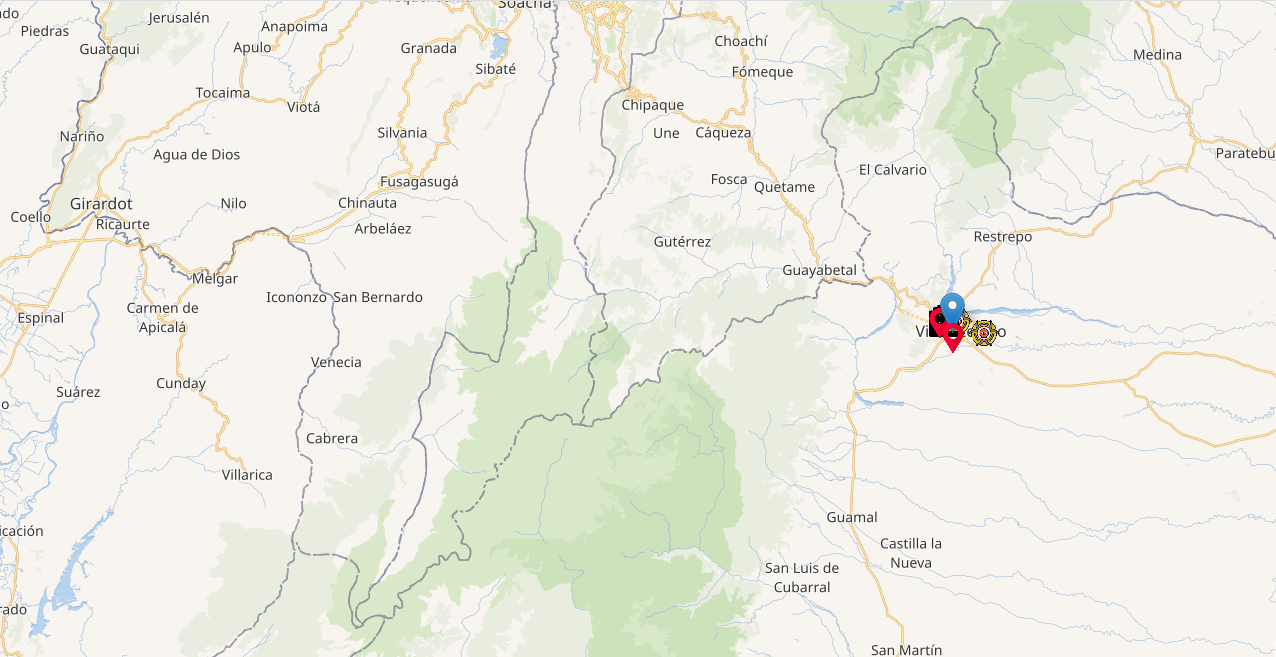 Soacha
Jerusalén
Anapoima
Piedras
Guataqui
Apulo
Granada
Choachí
Medina
Sibaté
Fómeque
Tocaima
Viotá
Chipaque
Nariño
Silvania
Une
Cáqueza
Agua de Dios
Paratebu
El Calvario
Fusagasugá
Fosca
Quetame
Girardot
Nilo
Chinauta
Coello
Ricaurte
Arbeláez
Gutérrez
Restrepo
Guayabetal
Melgar
Icononzo
San Bernardo
Carmen de
Apicalá
Espinal
Venecia
Cunday
Suárez
Cabrera
Villarica
Guamal
icación
Castilla la
Nueva
San Luis de
Cubarral
rado
San Martín